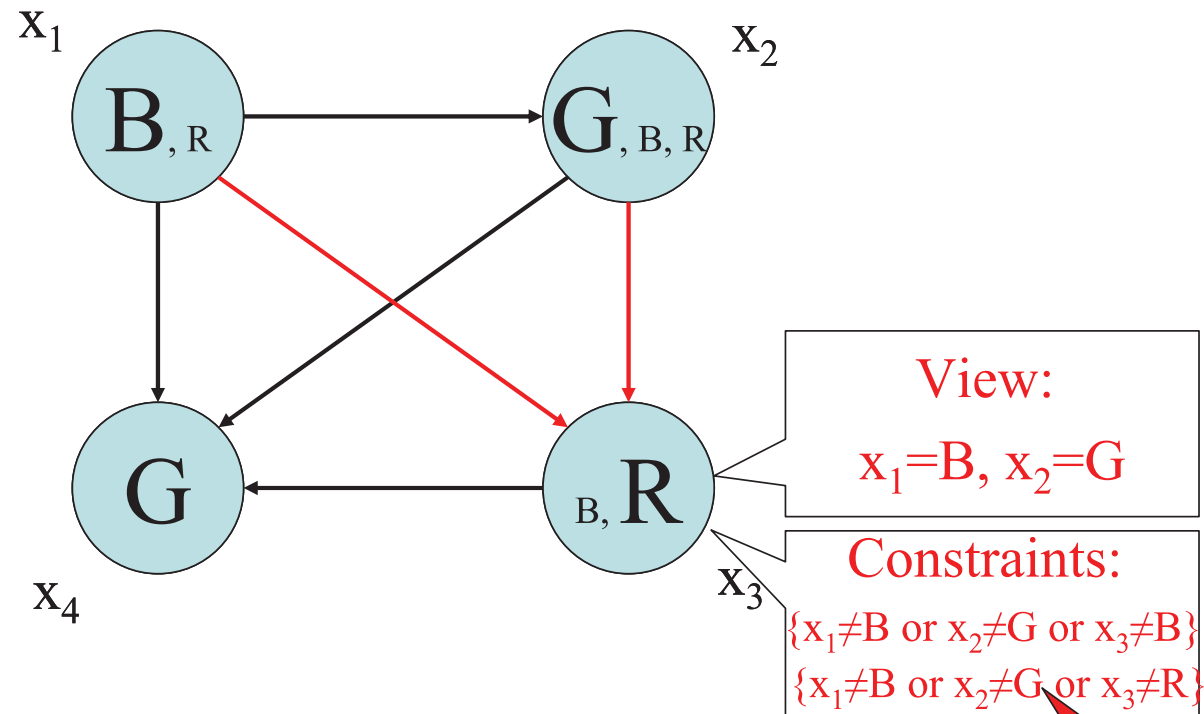 x₁
x₂
B, R
G, B, R
View:
x₁=B, x₂=G
G
B, R
Constraints:
x₄
x₃
{x₁≠B or x₂≠G or x₃≠B}
{x₁≠B or x₂≠G or x₃≠R}